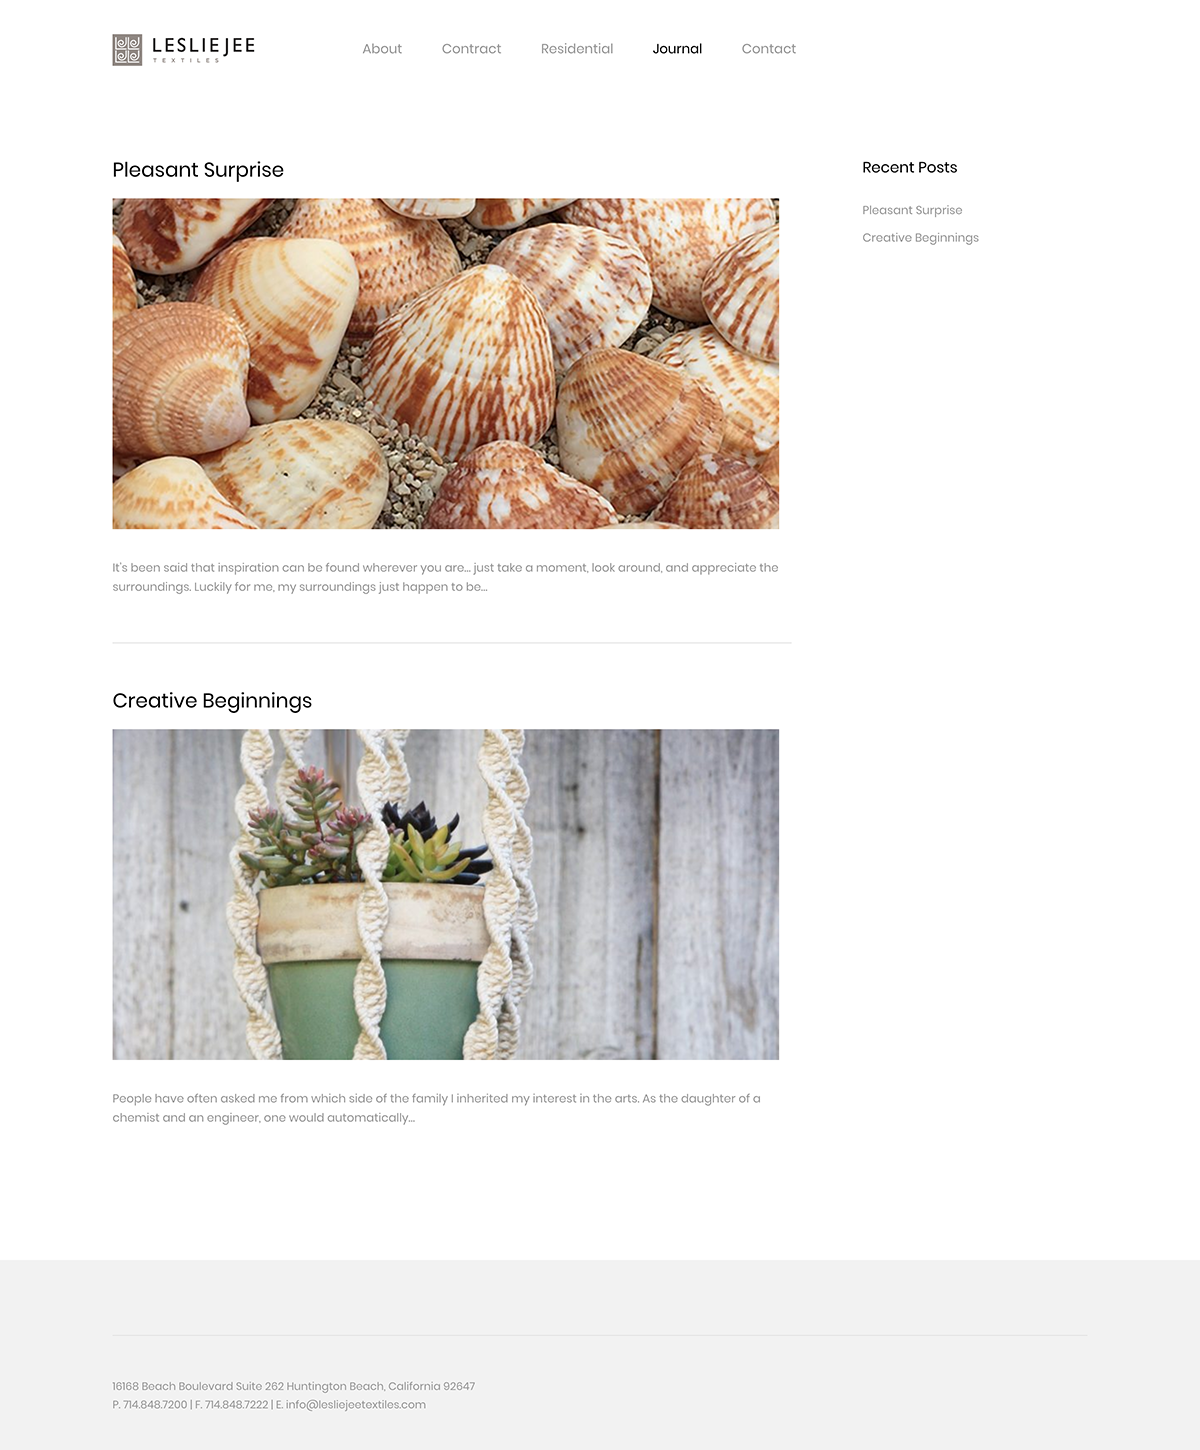 LESLIE JEE
TEXTILES
About
Contract
Residential
Journal
Contact
Pleasant Surprise
It's been said that inspiration can be found wherever you are... just take a moment, look around, and appreciate the
surroundings. Luckily for me, my surroundings just happen to be...
Creative Beginnings
People have often asked me from which side of the family I inherited my interest in the arts. As the daughter of a
chemist and an engineer, one would automatically...
Recent Posts
Pleasant Surprise
Creative Beginnings
16168 Beach Boulevard Suite 262 Huntington Beach, California 92647
P. 714.848.7200 | F. 714.848.7222 | E. info@lesliejeetextiles.com